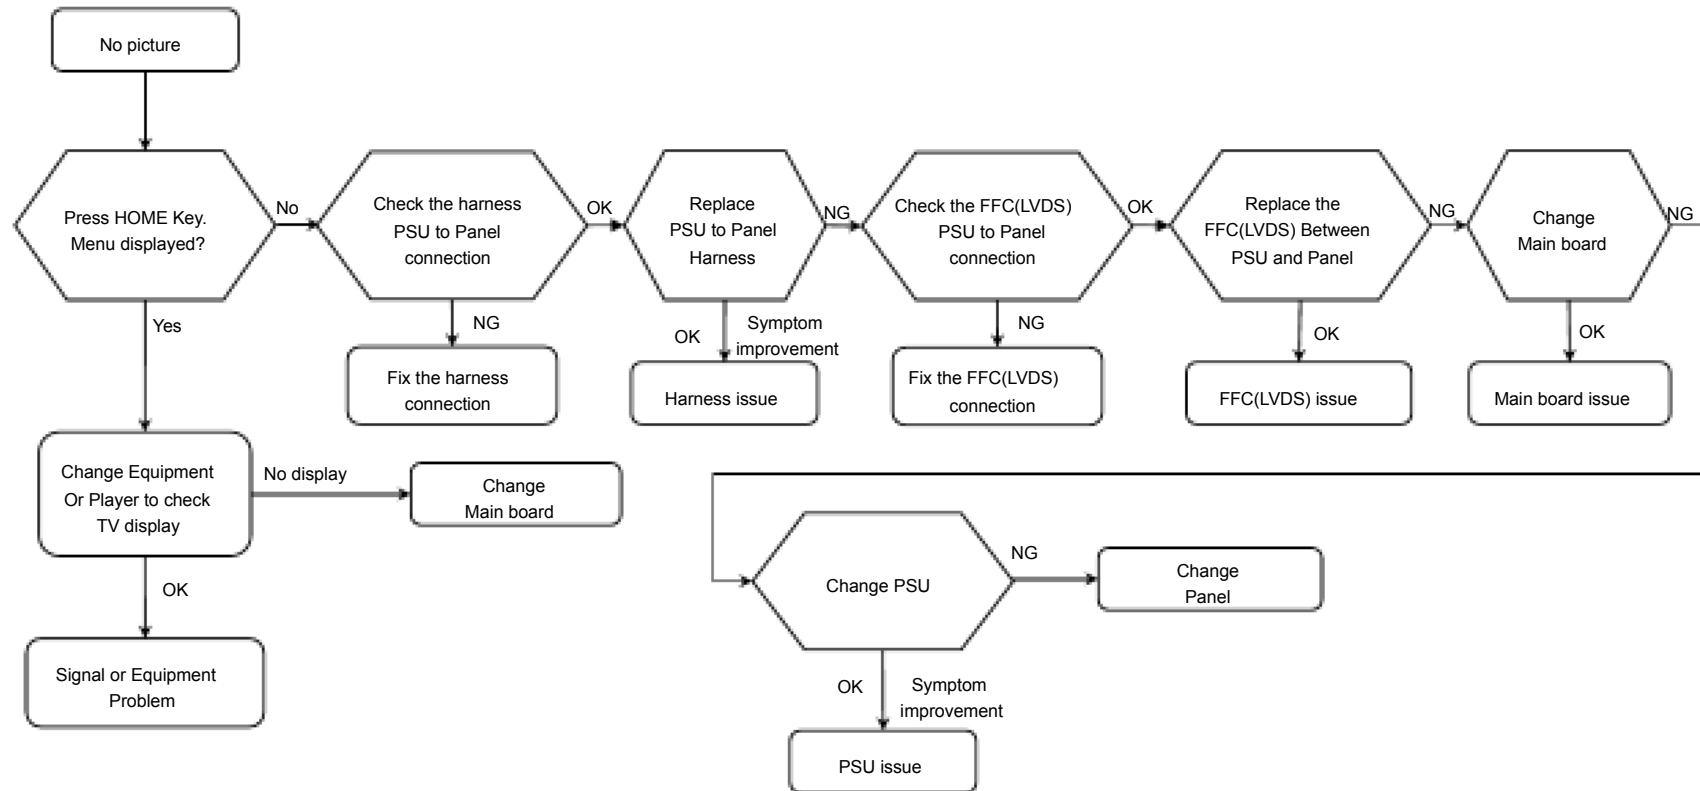 No picture
Press HOME Key.
Menu displayed?
No
Check the harness
PSU to Panel
connection
OK
Replace
PSU to Panel
Harness
NG
Check the FFC(LVDS)
PSU to Panel
connection
OK
Replace the
FFC(LVDS) Between
PSU and Panel
NG
Change
Main board
NG
Yes
NG
OK
Symptom
improvement
NG
OK
OK
Fix the harness
connection
Harness issue
Fix the FFC(LVDS)
connection
FFC(LVDS) issue
Main board issue
Change Equipment
Or Player to check
TV display
No display
Change
Main board
OK
Signal or Equipment
Problem
Change PSU
NG
Change
Panel
OK
Symptom
improvement
PSU issue